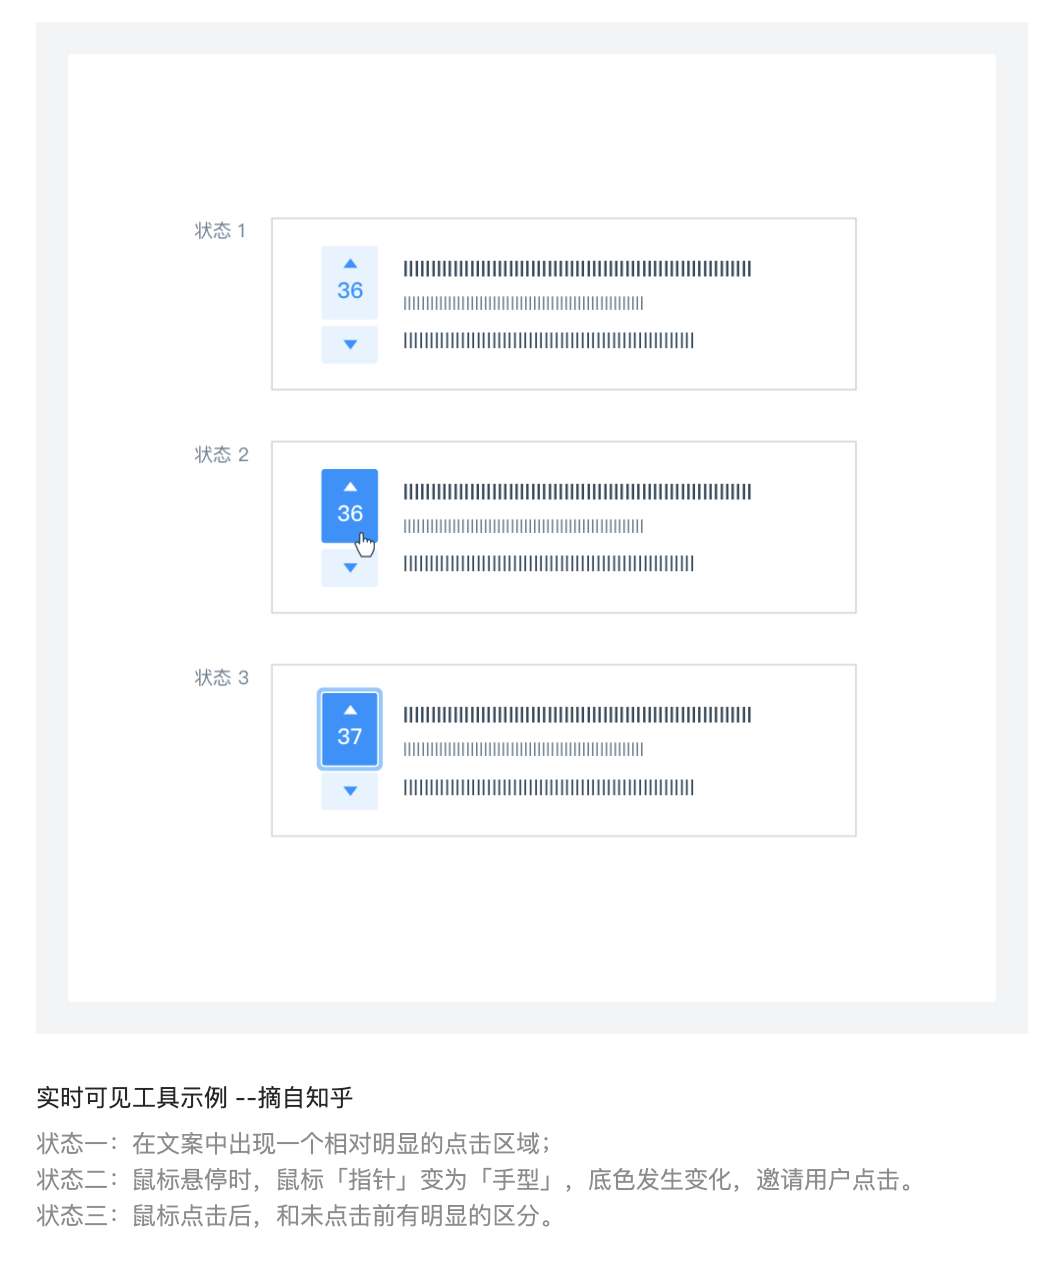 状态 1
36
状态 2
36
状态 3
37
实时可见工具示例 --摘自知乎
状态一：在文案中出现一个相对明显的点击区域；
状态二：鼠标悬停时，鼠标「指针」变为「手型」，底色发生变化，邀请用户点击。
状态三：鼠标点击后，和未点击前有明显的区分。